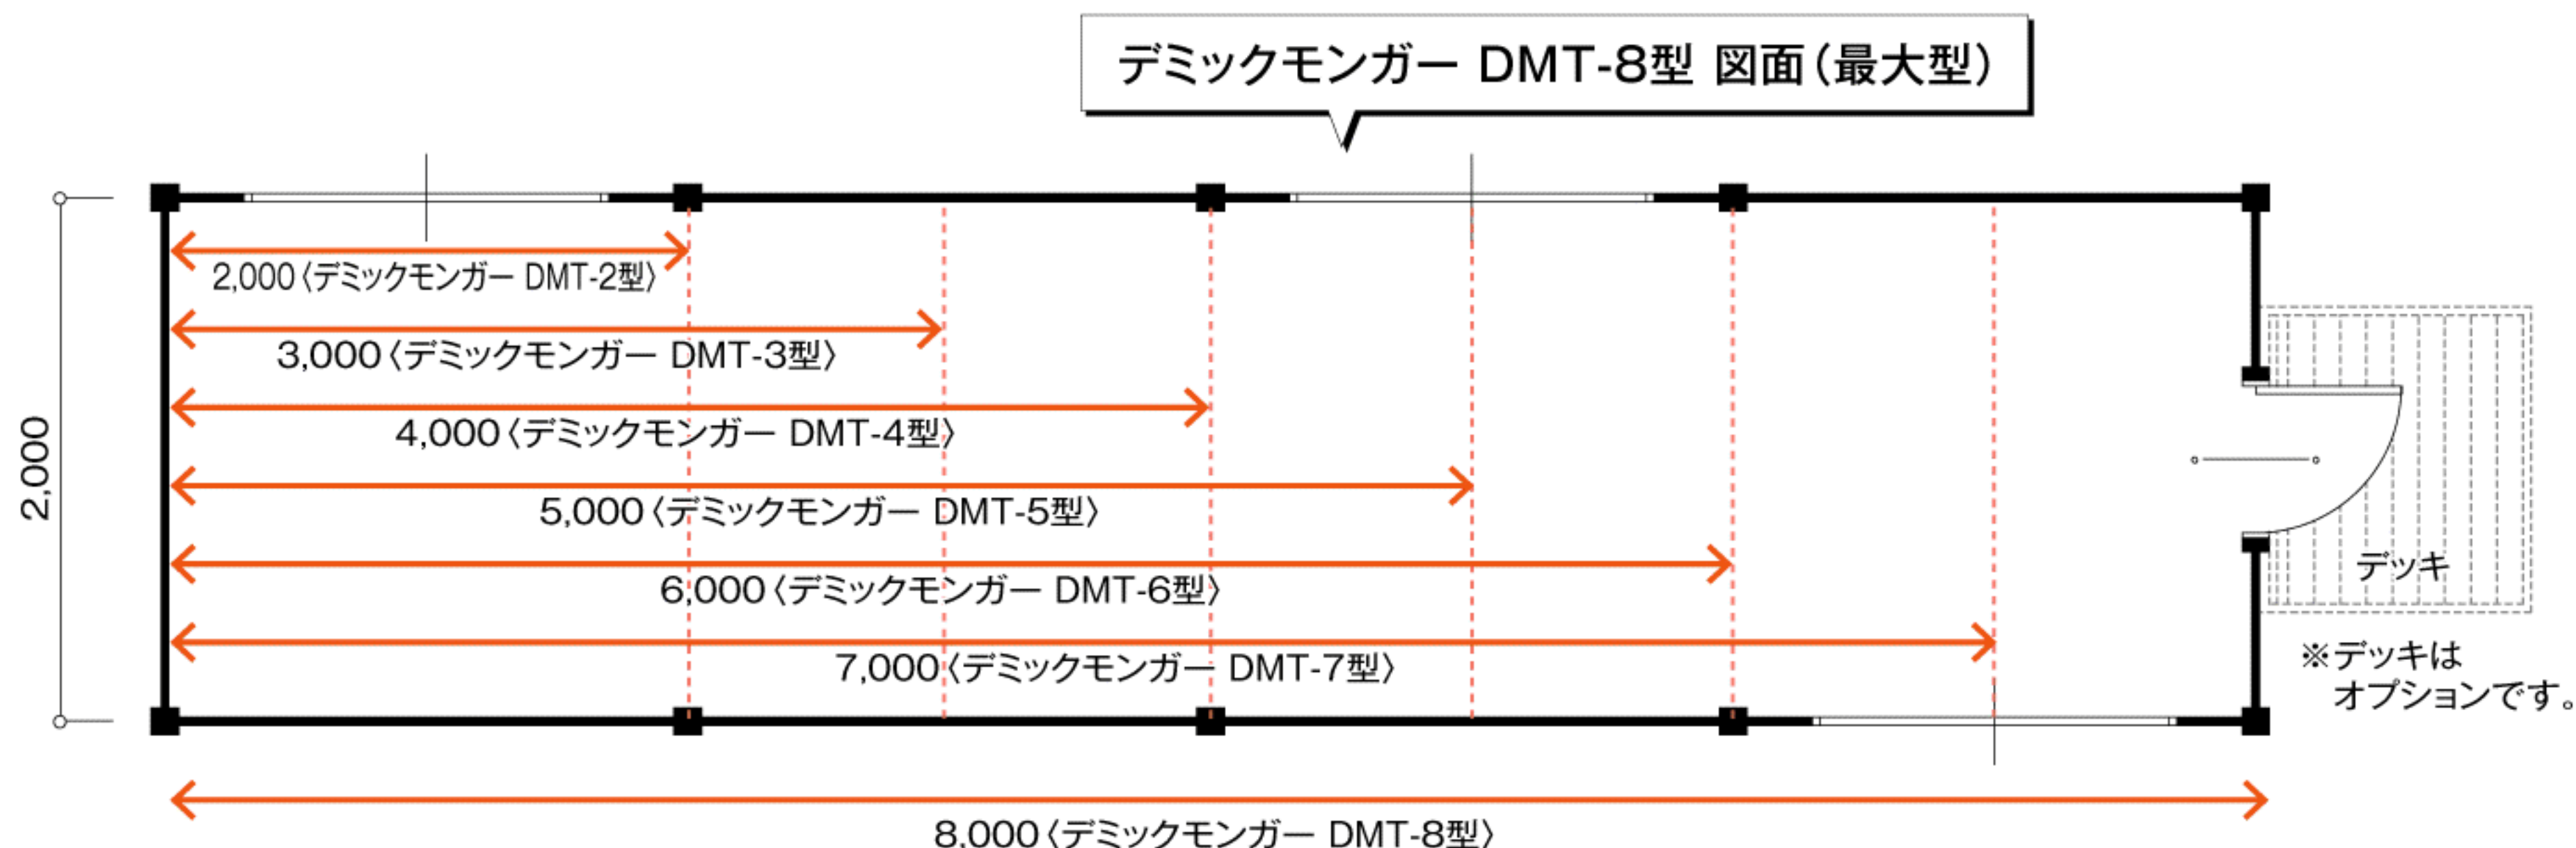 デミックモンガー DMT-8型 図面（最大型）
2,000〈デミックモンガー DMT-2型〉
3,000〈デミックモンガー DMT-3型〉
4,000〈デミックモンガー DMT-4型〉
2,000
5,000〈デミックモンガー DMT-5型〉
6,000〈デミックモンガー DMT-6型〉
7,000〈デミックモンガー DMT-7型〉
デッキ
※デッキは
オプションです。
8,000〈デミックモンガー DMT-8型〉